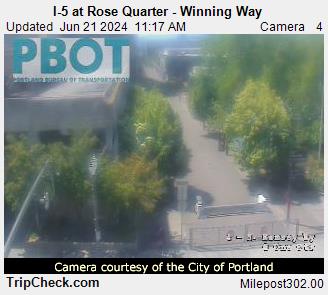 I-5 at Rose Quarter - Winning Way
Updated Jun 21 2024 11:17 AM Camera 4
PBOT
PORTLAND BUREAU OF TRANSPORTATION
PBOT
Camera courtesy of the City of Portland
TripCheck.com Milepost302.00